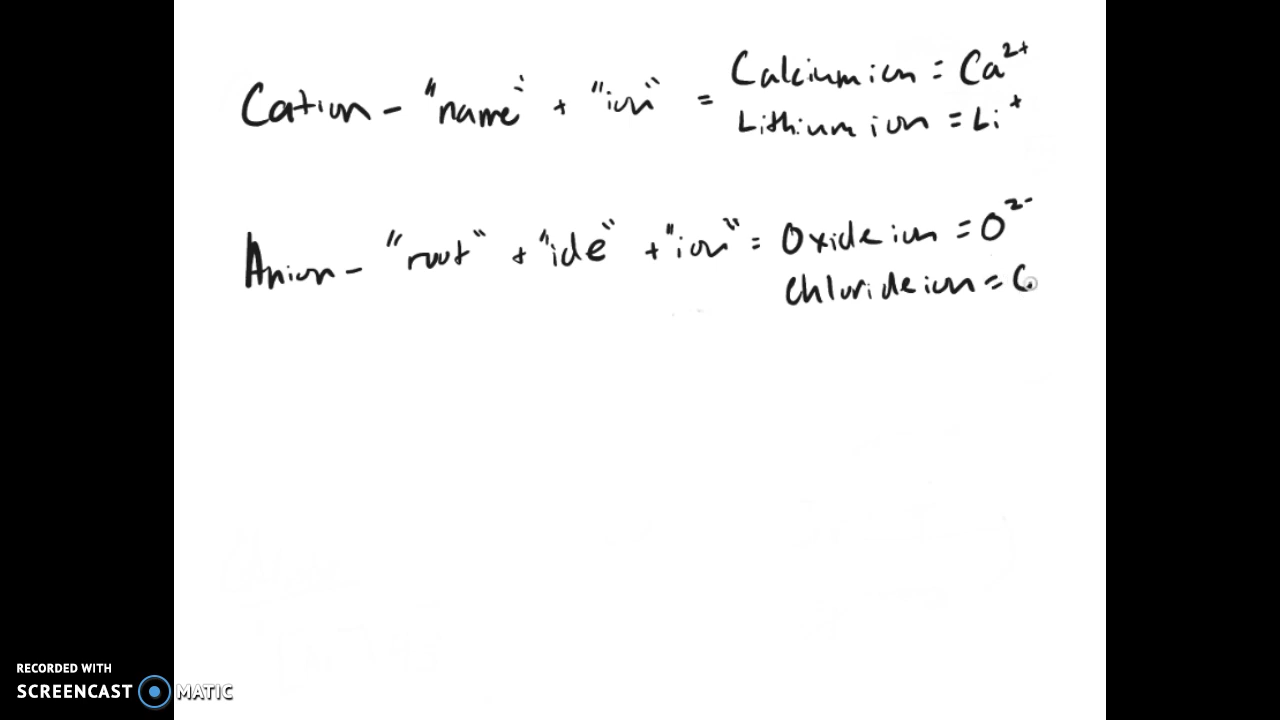 Cation - "name" + "ion" = Calcium ion = Ca²⁺
Lithium ion = Li⁺
Anion - "root" + "ide" + "ion" = Oxide ion = O²⁻
Chloride ion = C
RECORDED WITH
SCREENCAST MATIC